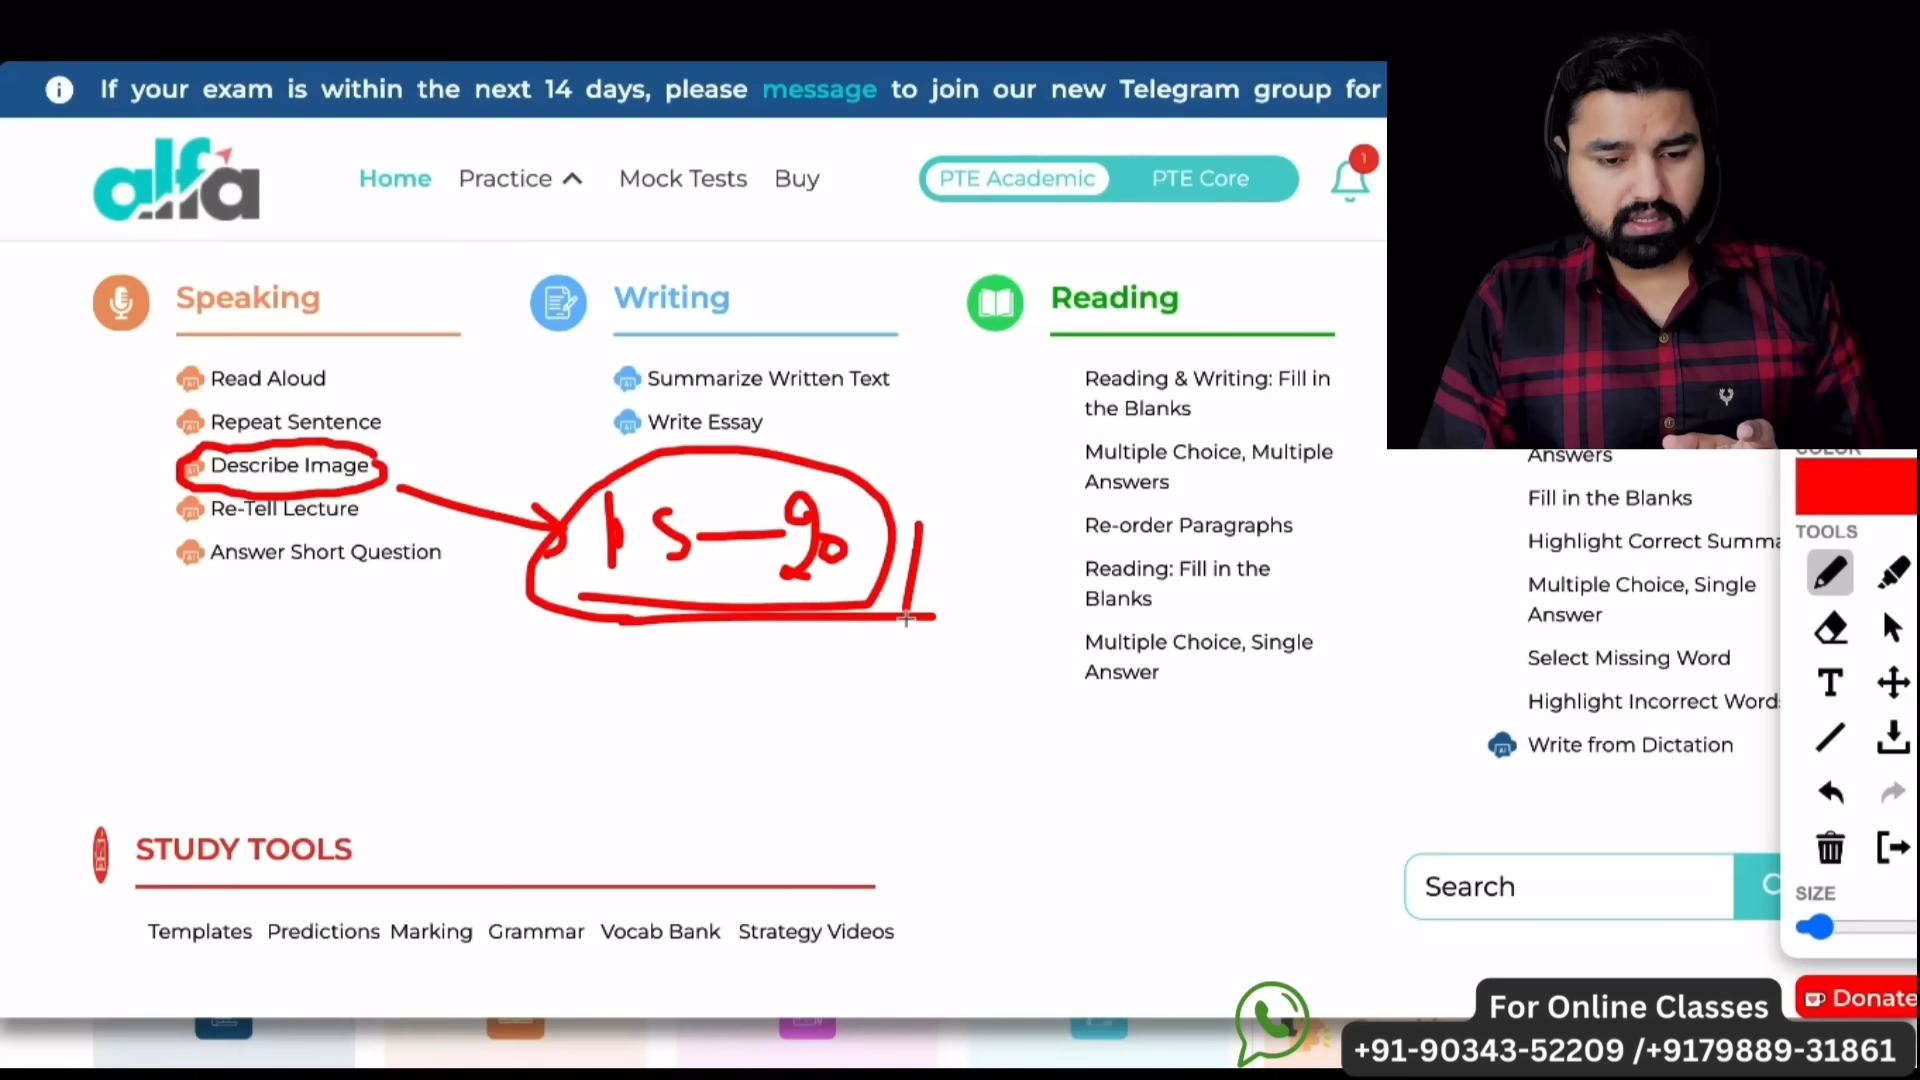 If your exam is within the next 14 days, please message to join our new Telegram group for
alfa
Home Practice Mock Tests Buy
PTE Academic PTE Core
1
Speaking
Read Aloud
Repeat Sentence
Describe Image
Re-Tell Lecture
Answer Short Question
Writing
Summarize Written Text
Write Essay
Reading
Reading & Writing: Fill in
the Blanks
Multiple Choice, Multiple
Answers
Re-order Paragraphs
Reading: Fill in the
Blanks
Multiple Choice, Single
Answer
Answers
Fill in the Blanks
Highlight Correct Summa
Multiple Choice, Single
Answer
Select Missing Word
Highlight Incorrect Word
Write from Dictation
COLOR
TOOLS
SIZE
Donate
STUDY TOOLS
Templates Predictions Marking Grammar Vocab Bank Strategy Videos
Search
For Online Classes
+91-90343-52209 /+9179889-31861